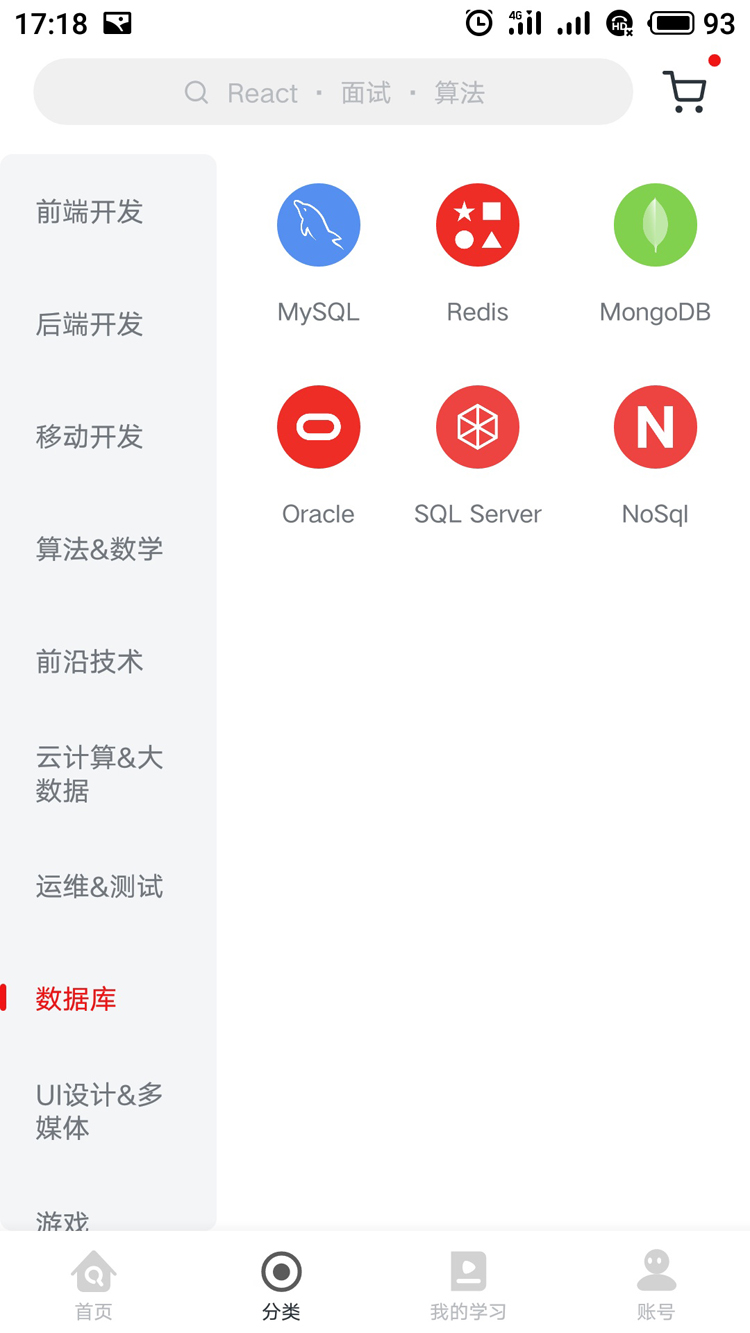 17:18
4G
HD
93
React · 面试 · 算法
前端开发
后端开发
移动开发
算法&数学
前沿技术
云计算&大
数据
运维&测试
数据库
UI设计&多
媒体
游戏
MySQL
Redis
MongoDB
N
Oracle
SQL Server
NoSql
首页
分类
我的学习
账号